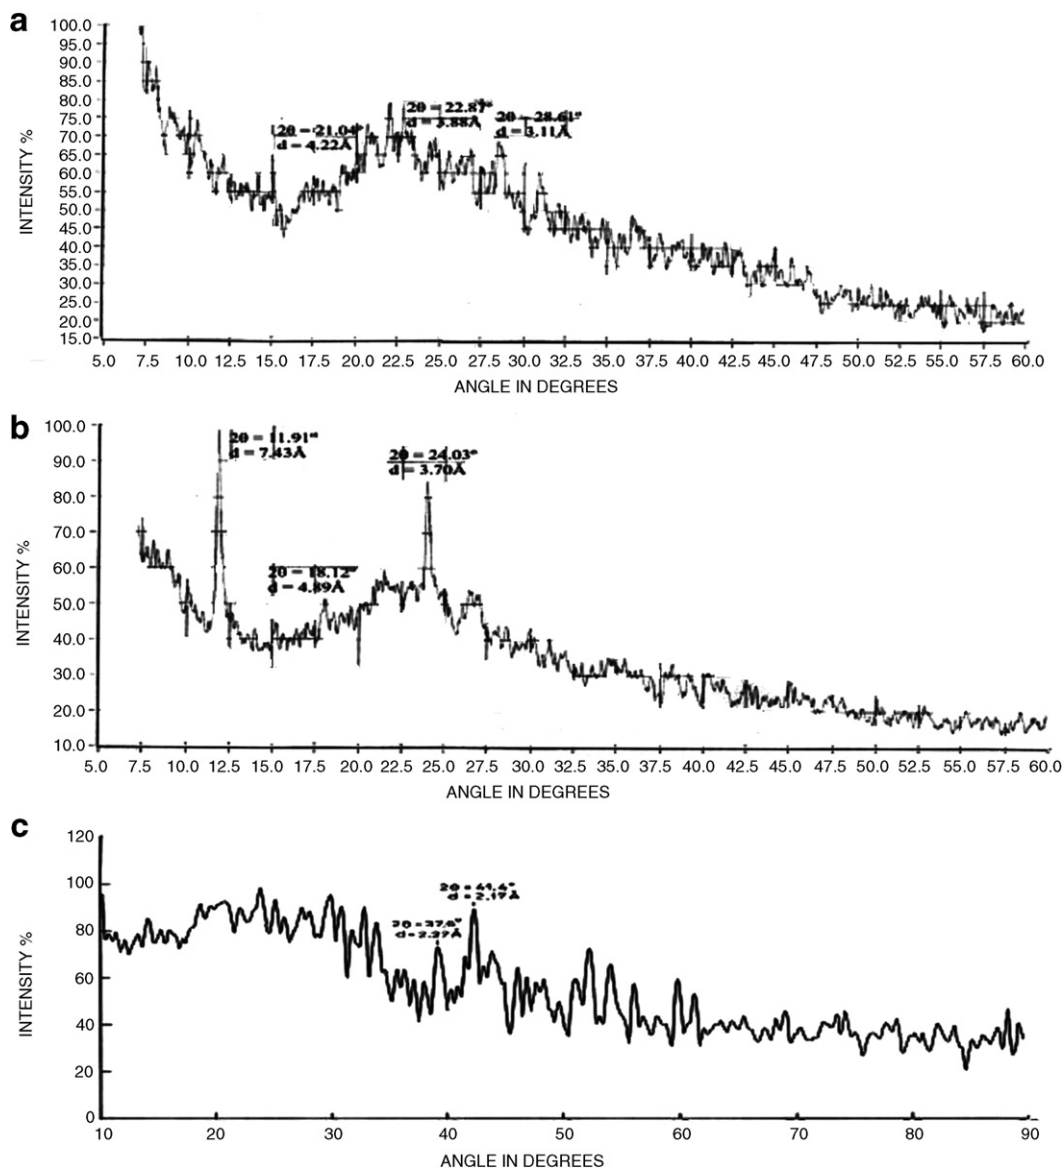 a
100.0
95.0
90.0
85.0
80.0
75.0
70.0
65.0
60.0
55.0
50.0
45.0
40.0
35.0
30.0
25.0
20.0
15.0
INTENSITY %
2θ = 21.04°
d = 4.22Å
2θ = 22.87°
d = 3.88Å
2θ = 28.61°
d = 3.11Å
5.0 7.5 10.0 12.5 15.0 17.5 20.0 22.5 25.0 27.5 30.0 32.5 35.0 37.5 40.0 42.5 45.0 47.5 50.0 52.5 55.0 57.5 60.0
ANGLE IN DEGREES
b
100.0
90.0
80.0
70.0
60.0
50.0
40.0
30.0
20.0
10.0
INTENSITY %
2θ = 11.91°
d = 7.43Å
2θ = 24.03°
d = 3.70Å
2θ = 18.12°
d = 4.89Å
5.0 7.5 10.0 12.5 15.0 17.5 20.0 22.5 25.0 27.5 30.0 32.5 35.0 37.5 40.0 42.5 45.0 47.5 50.0 52.5 55.0 57.5 60.0
ANGLE IN DEGREES
c
120
100
80
60
40
20
0
INTENSITY %
2θ = 41.4°
d = 2.17Å
10 20 30 40 50 60 70 80 90
ANGLE IN DEGREES